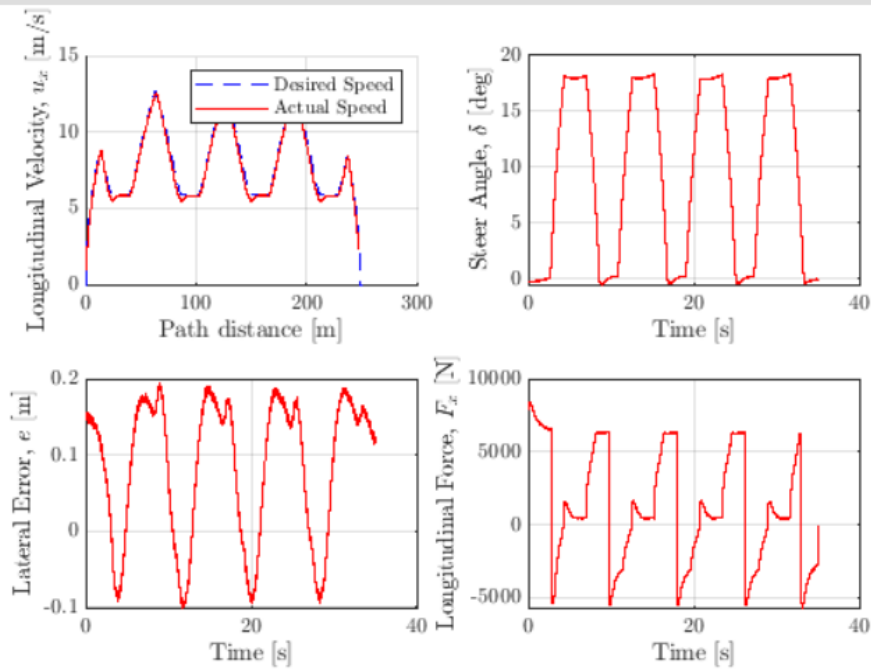 Longitudinal Velocity, u_x [m/s]
15
10
5
0
Desired Speed
Actual Speed
0 100 200 300
Path distance [m]
Steer Angle, δ [deg]
20
15
10
5
0
0 20 40
Time [s]
Lateral Error, e [m]
0.2
0.1
0
-0.1
0 20 40
Time [s]
Longitudinal Force, F_x [N]
10000
5000
0
-5000
0 20 40
Time [s]